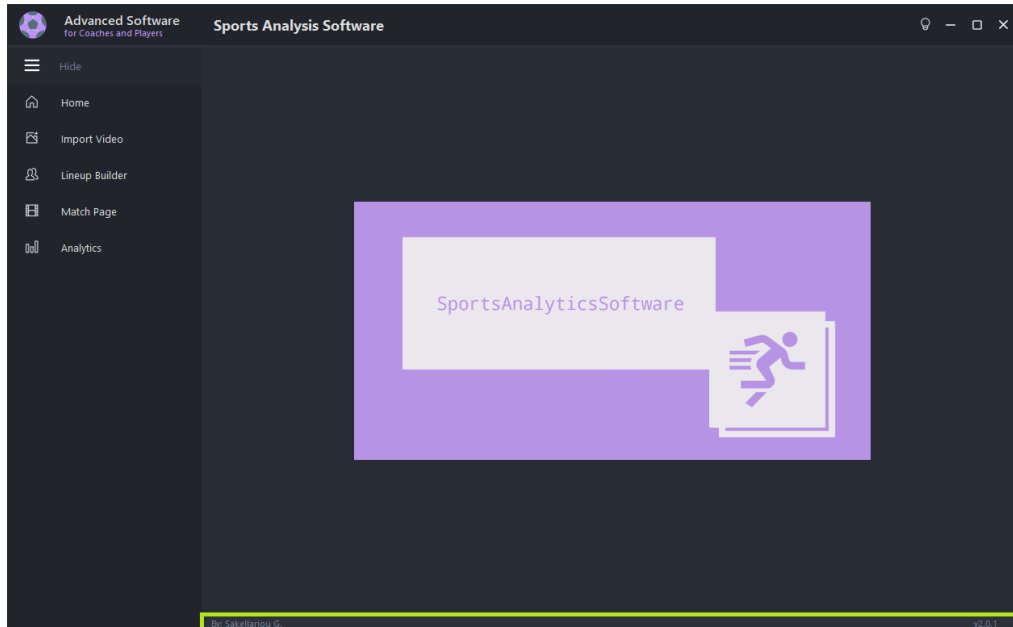 Advanced Software
for Coaches and Players
Sports Analysis Software
Hide
Home
Import Video
Lineup Builder
Match Page
Analytics
SportsAnalyticsSoftware
By: Sakellariou G.
v2.0.1